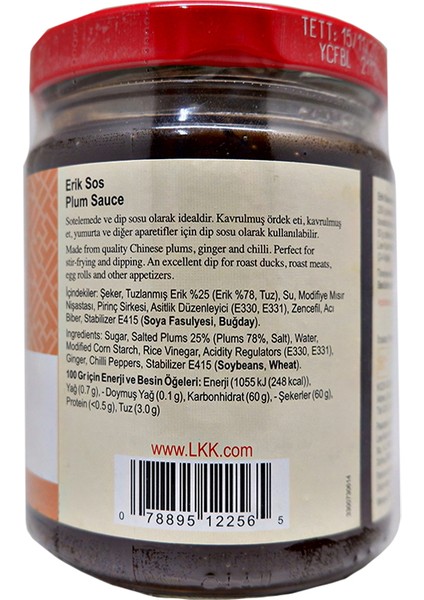 TETT: 15/1
YCFBL
Erik Sos
Plum Sauce
Sotelemede ve dip sosu olarak idealdir. Kavrulmuş ördek eti, kavrulmuş
et, yumurta ve diğer aparetifler için dip sosu olarak kullanılabilir.
Made from quality Chinese plums, ginger and chilli. Perfect for
stir-frying and dipping. An excellent dip for roast ducks, roast meats,
egg rolls and other appetizers.
İçindekiler: Şeker, Tuzlanmış Erik %25 (Erik %78, Tuz), Su, Modifiye Mısır
Nişastası, Pirinç Sirkesi, Asitlik Düzenleyici (E330, E331), Zencefil, Acı
Biber, Stabilizer E415 (Soya Fasulyesi, Buğday).
Ingredients: Sugar, Salted Plums 25% (Plums 78%, Salt), Water,
Modified Corn Starch, Rice Vinegar, Acidity Regulators (E330, E331),
Ginger, Chilli Peppers, Stabilizer E415 (Soybeans, Wheat).
100 Gr için Enerji ve Besin Öğeleri: Enerji (1055 kJ (248 kcal)),
Yağ (0.7 g), - Doymuş Yağ (0.1 g), Karbonhidrat (60 g), - Şekerler (60 g),
Protein (<0.5 g), Tuz (3.0 g)
www.LKK.com
0 78895 12256 5
3300730614